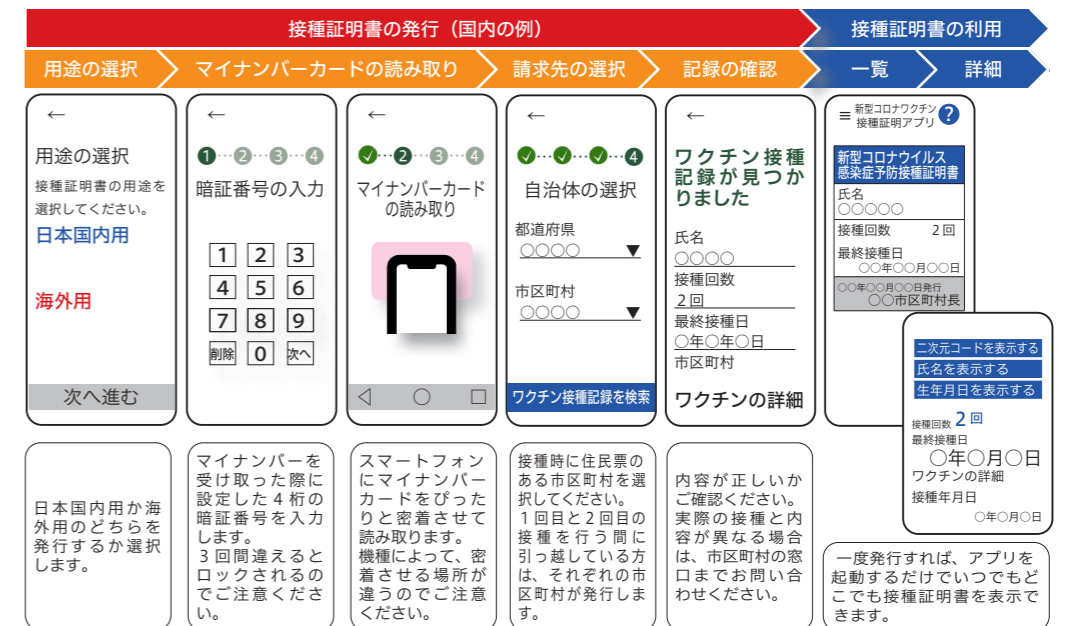 接種証明書の発行（国内の例）
接種証明書の利用
用途の選択
マイナンバーカードの読み取り
請求先の選択
記録の確認
一覧
詳細
←
用途の選択
接種証明書の用途を
選択してください。
日本国内用
海外用
次へ進む
←
1…2…3…4
暗証番号の入力
1 2 3
4 5 6
7 8 9
削除 0 次へ
←
✓…2…3…4
マイナンバーカード
の読み取り
←
✓…✓…✓…4
自治体の選択
都道府県
○○○○ ▼
市区町村
○○○○ ▼
ワクチン接種記録を検索
←
ワクチン接種
記録が見つか
りました
氏名
○○○○
接種回数
2回
最終接種日
○年○年○日
市区町村
ワクチンの詳細
≡ 新型コロナワクチン
接種証明アプリ ?
新型コロナウイルス
感染症予防接種証明書
氏名
○○○○○
接種回数 2回
最終接種日
○○年○○月○○日
○○年○○月○○日発行
○○市区町村長
二次元コードを表示する
氏名を表示する
生年月日を表示する
接種回数 2回
最終接種日
○年○月○日
ワクチンの詳細
接種年月日
○年○月○日
日本国内用か海
外用のどちらを
発行するか選択
します。
マイナンバーを
受け取った際に
設定した４桁の
暗証番号を入力
します。
３回間違えると
ロックされるの
でご注意くださ
い。
スマートフォン
にマイナンバー
カードをぴった
りと密着させて
読み取ります。
機種によって、密
着させる場所が
違うのでご注意
ください。
接種時に住民票の
ある市区町村を選
択してください。
１回目と２回目の
接種を行う間に
引っ越している方
は、それぞれの市
区町村が発行しま
す。
内容が正しいか
ご確認ください。
実際の接種と内
容が異なる場合
は、市区町村の窓
口までお問い合
わせください。
一度発行すれば、アプリを
起動するだけでいつでもど
こでも接種証明書を表示で
きます。